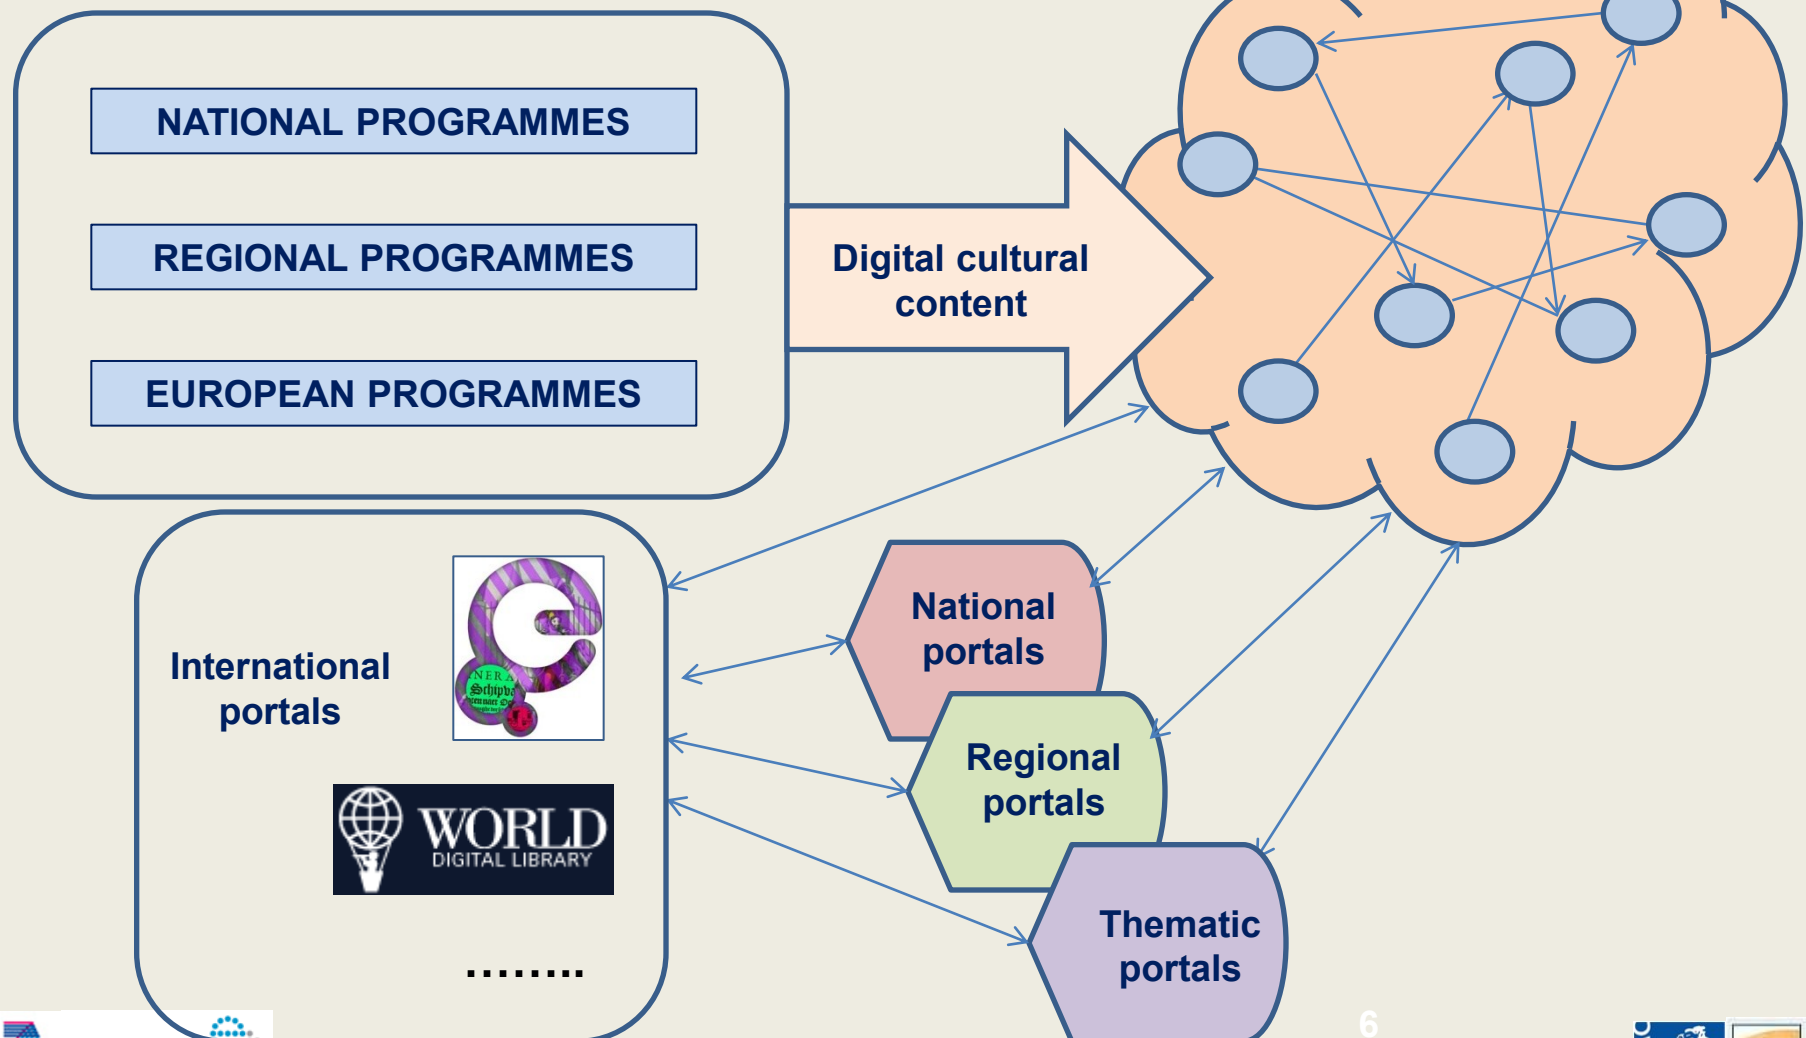 NATIONAL PROGRAMMES
REGIONAL PROGRAMMES
EUROPEAN PROGRAMMES
Digital cultural
content
International
portals
Schipva
WORLD
DIGITAL LIBRARY
……..
National
portals
Regional
portals
Thematic
portals
6